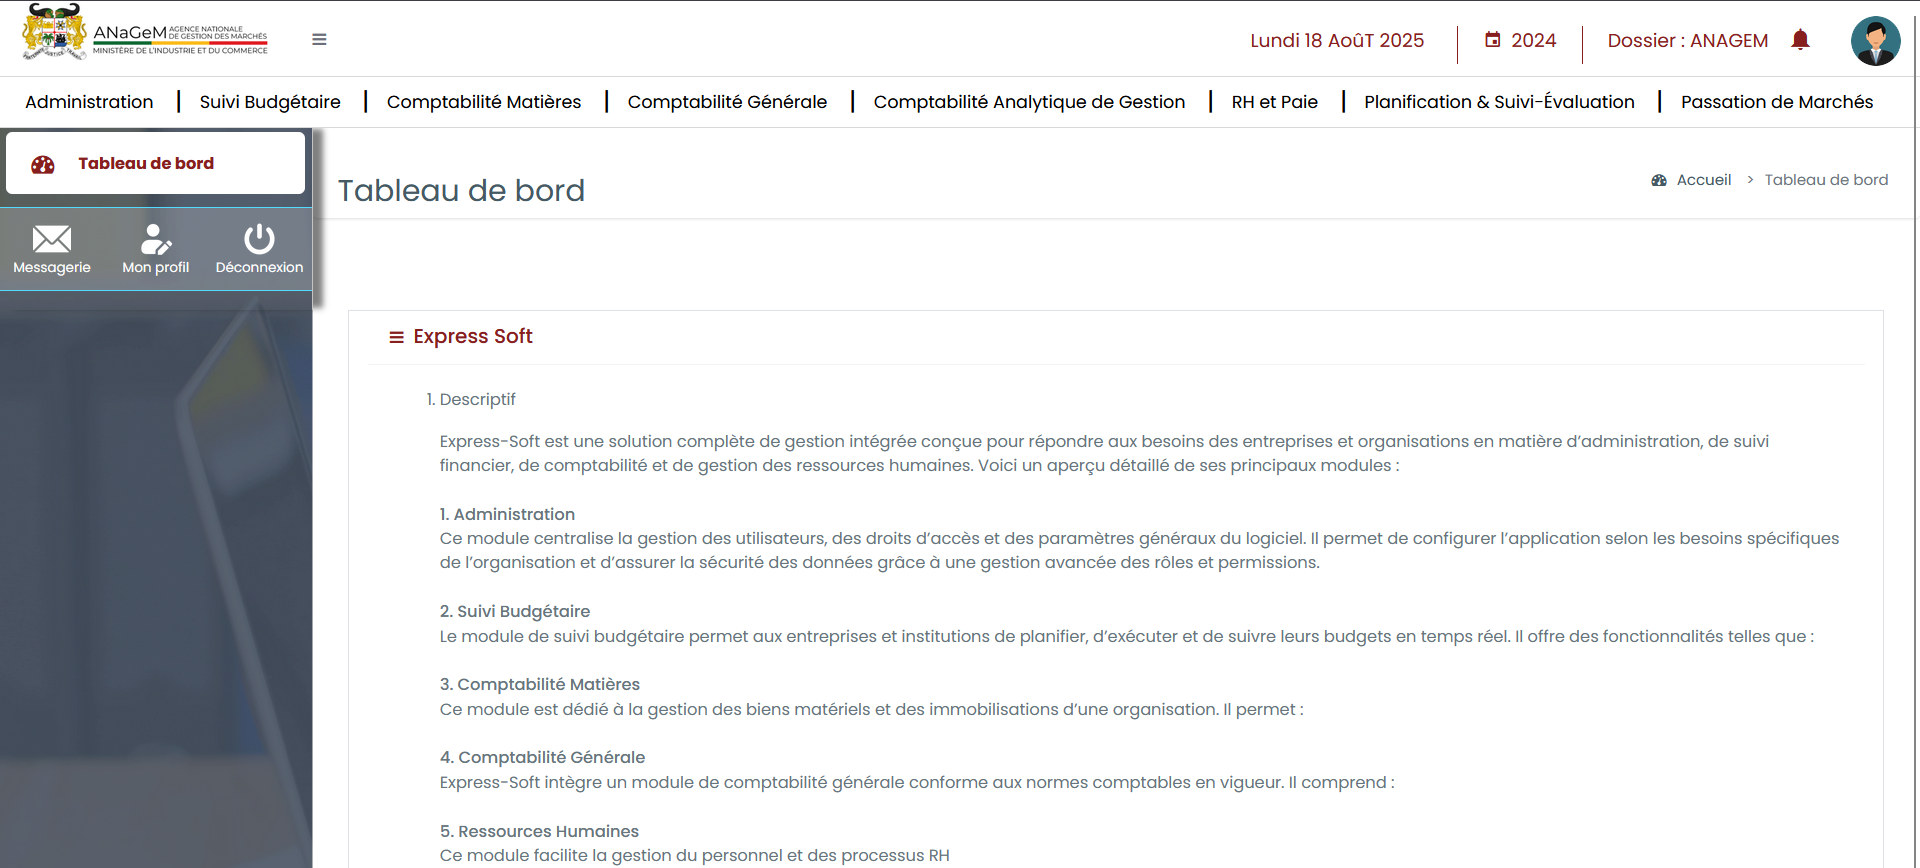 ANaGeM AGENCE NATIONALE
DE GESTION DES MARCHÉS
MINISTÈRE DE L'INDUSTRIE ET DU COMMERCE
Lundi 18 AoûT 2025
2024
Dossier : ANAGEM
Administration
Suivi Budgétaire
Comptabilité Matières
Comptabilité Générale
Comptabilité Analytique de Gestion
RH et Paie
Planification & Suivi-Évaluation
Passation de Marchés
Tableau de bord
Messagerie
Mon profil
Déconnexion
Tableau de bord
Accueil > Tableau de bord
Express Soft
1. Descriptif
Express-Soft est une solution complète de gestion intégrée conçue pour répondre aux besoins des entreprises et organisations en matière d’administration, de suivi
financier, de comptabilité et de gestion des ressources humaines. Voici un aperçu détaillé de ses principaux modules :
1. Administration
Ce module centralise la gestion des utilisateurs, des droits d’accès et des paramètres généraux du logiciel. Il permet de configurer l’application selon les besoins spécifiques
de l’organisation et d’assurer la sécurité des données grâce à une gestion avancée des rôles et permissions.
2. Suivi Budgétaire
Le module de suivi budgétaire permet aux entreprises et institutions de planifier, d’exécuter et de suivre leurs budgets en temps réel. Il offre des fonctionnalités telles que :
3. Comptabilité Matières
Ce module est dédié à la gestion des biens matériels et des immobilisations d’une organisation. Il permet :
4. Comptabilité Générale
Express-Soft intègre un module de comptabilité générale conforme aux normes comptables en vigueur. Il comprend :
5. Ressources Humaines
Ce module facilite la gestion du personnel et des processus RH